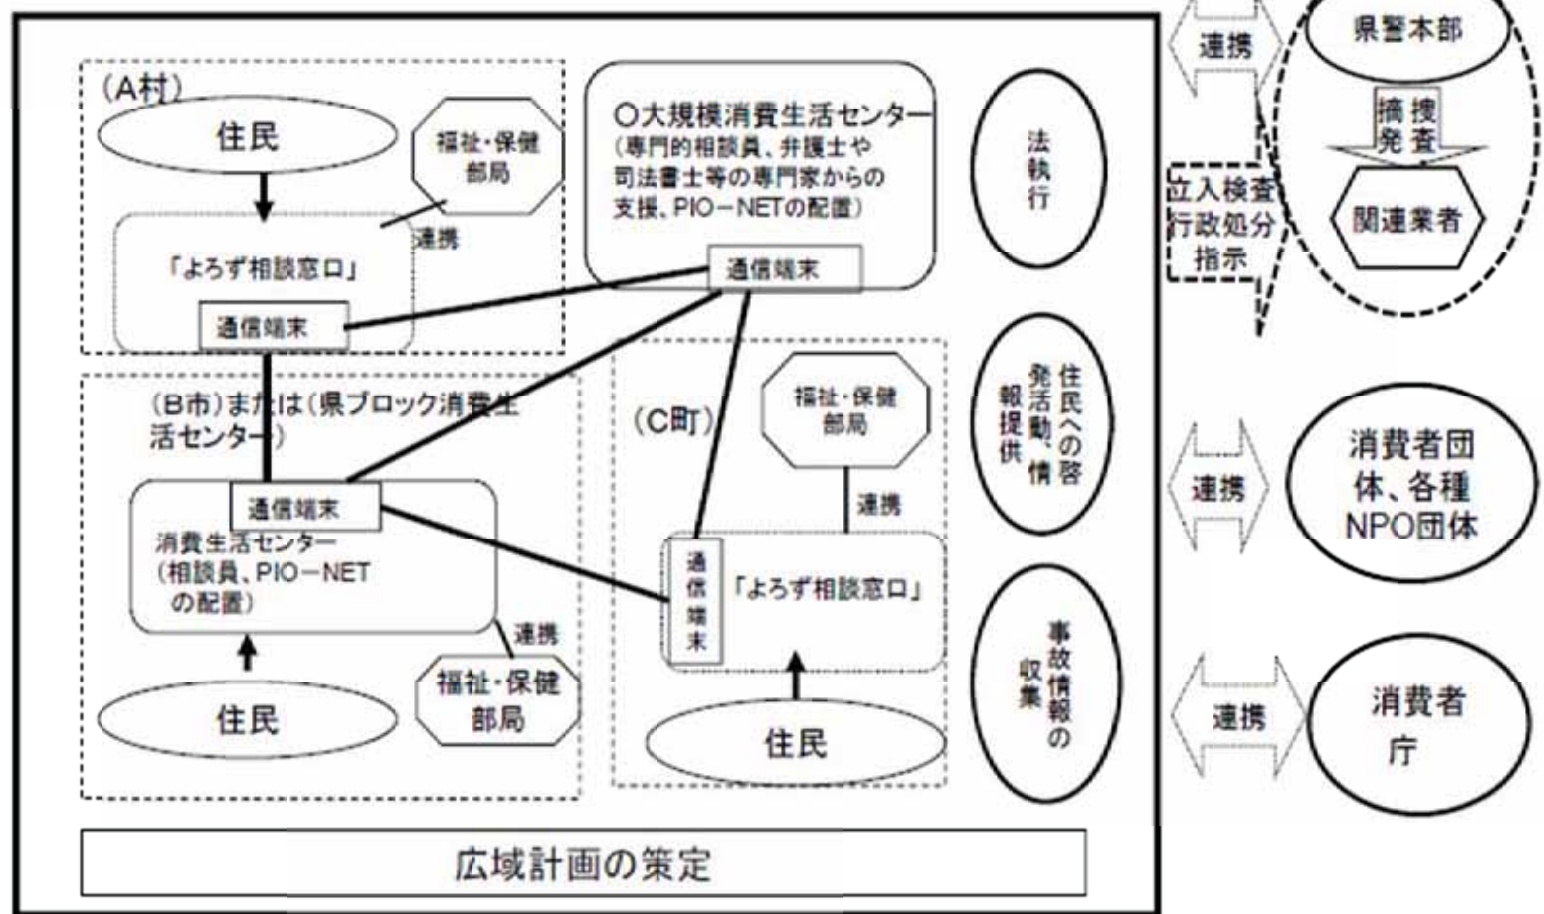 (A村)
住民
福祉・保健
部局
連携
「よろず相談窓口」
通信端末
○大規模消費生活センター
(専門的相談員、弁護士や
司法書士等の専門家からの
支援、PIO-NETの配置)
通信端末
(B市)または(県ブロック消費生
活センター)
通信端末
消費生活センター
(相談員、PIO-NET
の配置)
連携
住民
福祉・保健
部局
(C町)
福祉・保健
部局
連携
通信端末
「よろず相談窓口」
住民
法執行
住民への啓
発活動、情
報提供
事故情報の
収集
広域計画の策定
連携
県警本部
捜査
摘発
関連業者
立入検査
行政処分
指示
連携
消費者団
体、各種
NPO団体
連携
消費者
庁